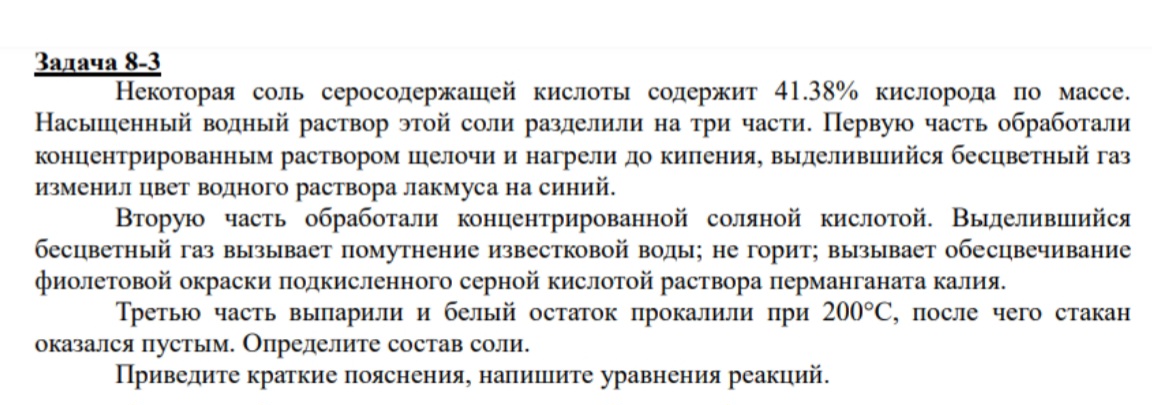 Задача 8-3
Некоторая соль серосодержащей кислоты содержит 41.38% кислорода по массе.
Насыщенный водный раствор этой соли разделили на три части. Первую часть обработали
концентрированным раствором щелочи и нагрели до кипения, выделившийся бесцветный газ
изменил цвет водного раствора лакмуса на синий.
Вторую часть обработали концентрированной соляной кислотой. Выделившийся
бесцветный газ вызывает помутнение известковой воды; не горит; вызывает обесцвечивание
фиолетовой окраски подкисленного серной кислотой раствора перманганата калия.
Третью часть выпарили и белый остаток прокалили при 200°С, после чего стакан
оказался пустым. Определите состав соли.
Приведите краткие пояснения, напишите уравнения реакций.